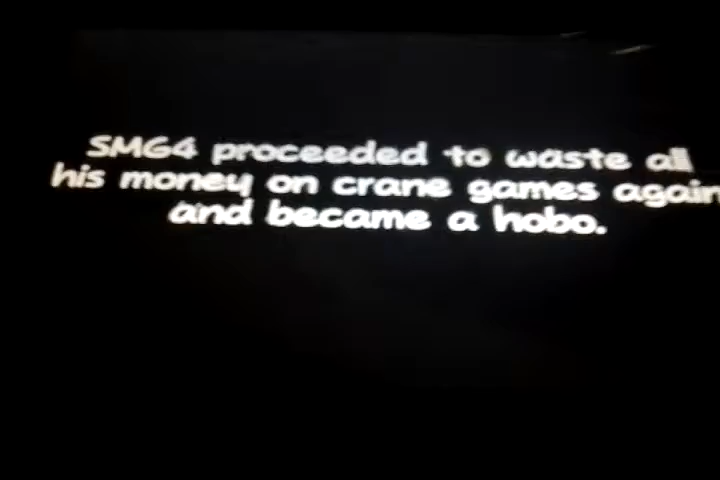 SMG4 proceeded to waste all
his money on crane games again
and became a hobo.